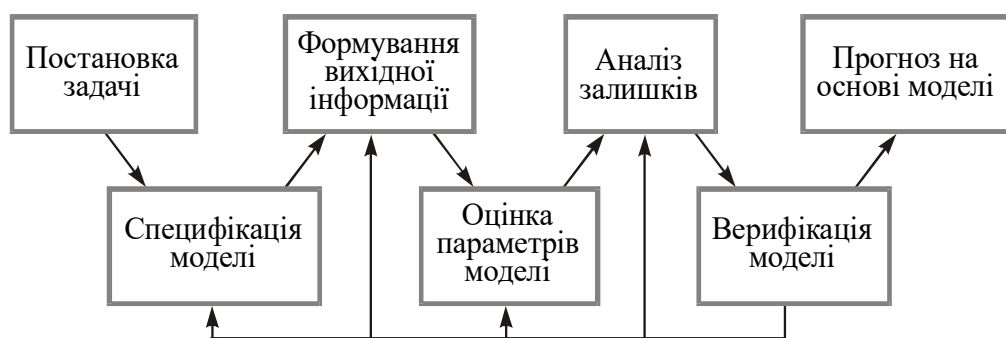 Постановка
задачі
Формування
вихідної
інформації
Аналіз
залишків
Прогноз на
основі моделі
Специфікація
моделі
Оцінка
параметрів
моделі
Верифікація
моделі